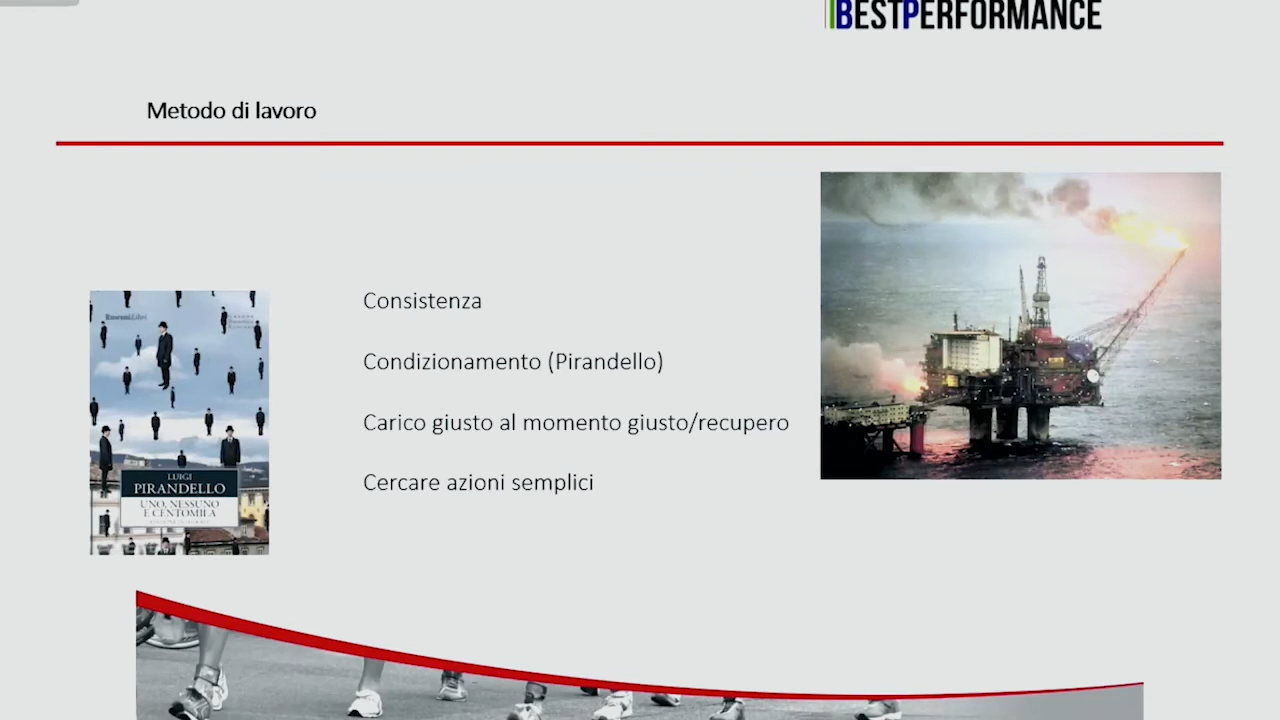 BESTPERFORMANCE
Metodo di lavoro
Consistenza
Condizionamento (Pirandello)
Carico giusto al momento giusto/recupero
Cercare azioni semplici
LUIGI
PIRANDELLO
UNO, NESSUNO
E CENTOMILA